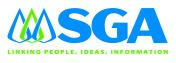 SGA
LINKING PEOPLE, IDEAS, INFORMATION